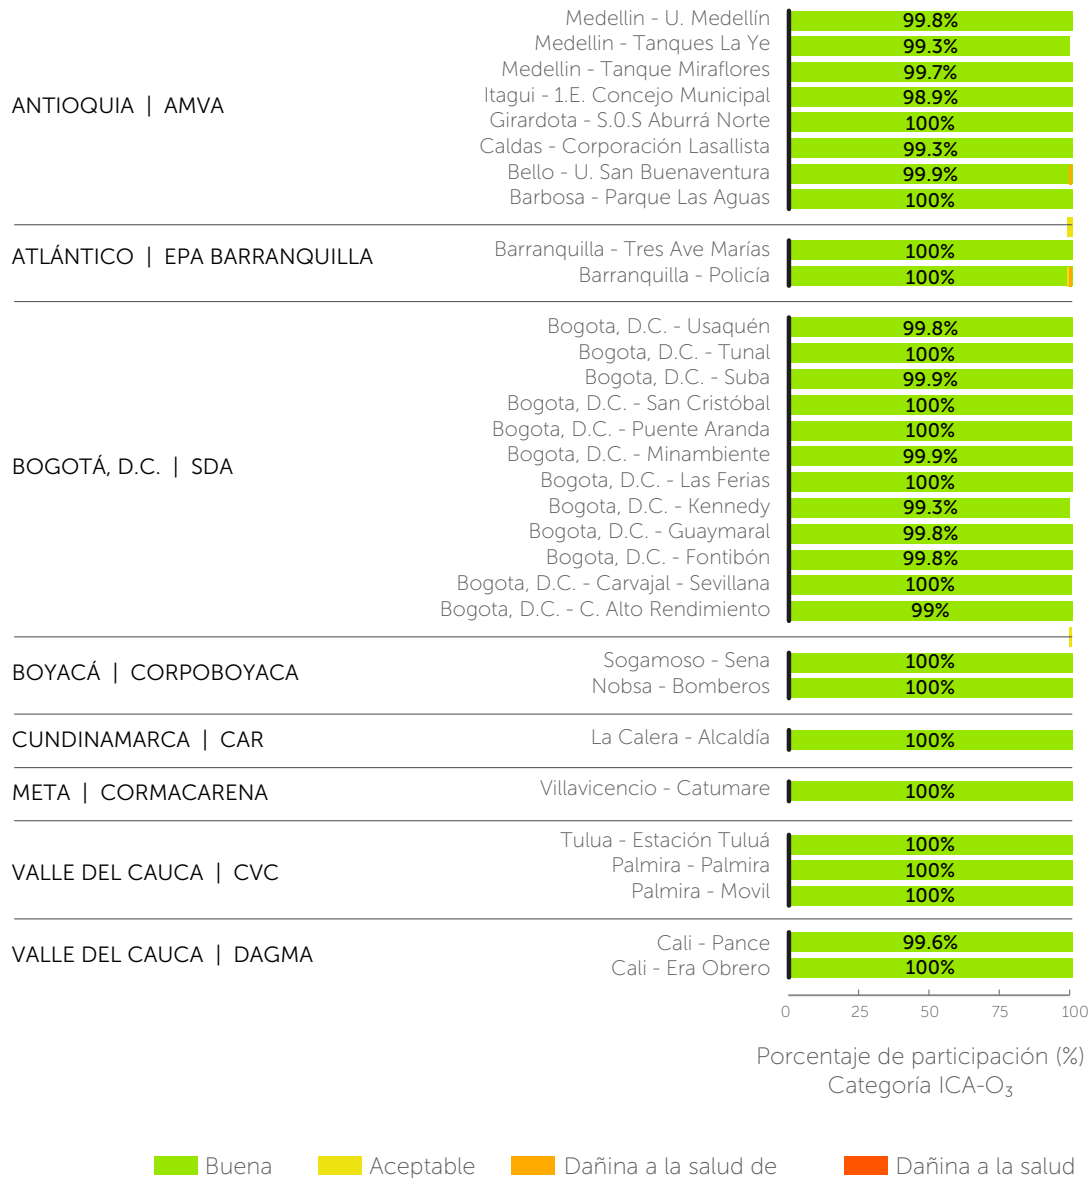 Medellin - U. Medellín 99.8%
Medellin - Tanques La Ye 99.3%
Medellin - Tanque Miraflores 99.7%
ANTIOQUIA | AMVA
Itagui - 1.E. Concejo Municipal 98.9%
Girardota - S.0.S Aburrá Norte 100%
Caldas - Corporación Lasallista 99.3%
Bello - U. San Buenaventura 99.9%
Barbosa - Parque Las Aguas 100%
ATLÁNTICO | EPA BARRANQUILLA
Barranquilla - Tres Ave Marías 100%
Barranquilla - Policía 100%
Bogota, D.C. - Usaquén 99.8%
Bogota, D.C. - Tunal 100%
Bogota, D.C. - Suba 99.9%
Bogota, D.C. - San Cristóbal 100%
Bogota, D.C. - Puente Aranda 100%
BOGOTÁ, D.C. | SDA
Bogota, D.C. - Minambiente 99.9%
Bogota, D.C. - Las Ferias 100%
Bogota, D.C. - Kennedy 99.3%
Bogota, D.C. - Guaymaral 99.8%
Bogota, D.C. - Fontibón 99.8%
Bogota, D.C. - Carvajal - Sevillana 100%
Bogota, D.C. - C. Alto Rendimiento 99%
BOYACÁ | CORPOBOYACA
Sogamoso - Sena 100%
Nobsa - Bomberos 100%
CUNDINAMARCA | CAR
La Calera - Alcaldía 100%
META | CORMACARENA
Villavicencio - Catumare 100%
VALLE DEL CAUCA | CVC
Tulua - Estación Tuluá 100%
Palmira - Palmira 100%
Palmira - Movil 100%
VALLE DEL CAUCA | DAGMA
Cali - Pance 99.6%
Cali - Era Obrero 100%
0 25 50 75 100
Porcentaje de participación (%)
Categoría ICA-O₃
Buena Aceptable Dañina a la salud de Dañina a la salud